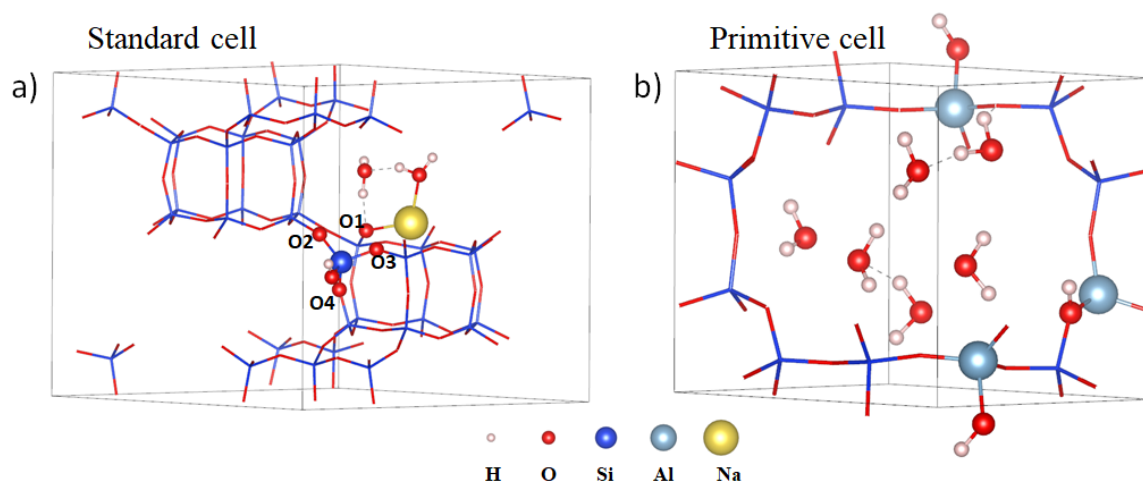 Standard cell
Primitive cell
a)
b)
O1
O2
O3
O4
H O Si Al Na